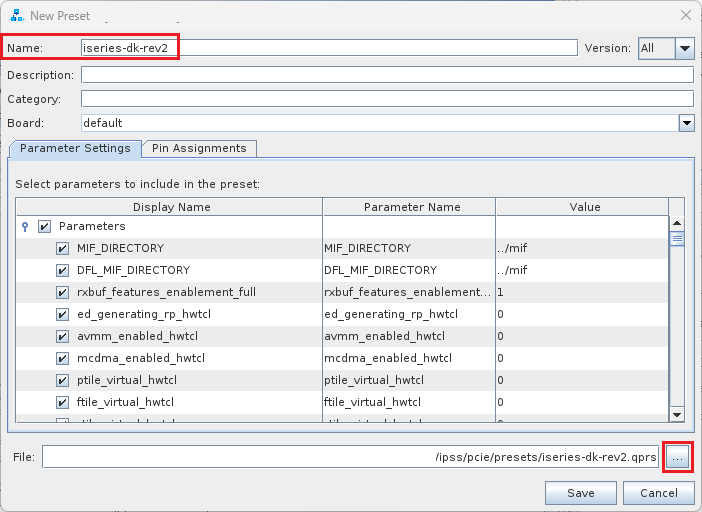 New Preset
Name: iseries-dk-rev2 Version: All
Description:
Category:
Board: default
Parameter Settings Pin Assignments
Select parameters to include in the preset:
Display Name Parameter Name Value
Parameters
MIF_DIRECTORY MIF_DIRECTORY ../mif
DFL_MIF_DIRECTORY DFL_MIF_DIRECTORY ../mif
rxbuf_features_enablement_full rxbuf_features_enablement... 1
ed_generating_rp_hwtcl ed_generating_rp_hwtcl 0
avmm_enabled_hwtcl avmm_enabled_hwtcl 0
mcdma_enabled_hwtcl mcdma_enabled_hwtcl 0
ptile_virtual_hwtcl ptile_virtual_hwtcl 0
ftile_virtual_hwtcl ftile_virtual_hwtcl 0
File: /ipss/pcie/presets/iseries-dk-rev2.qprs ...
Save Cancel